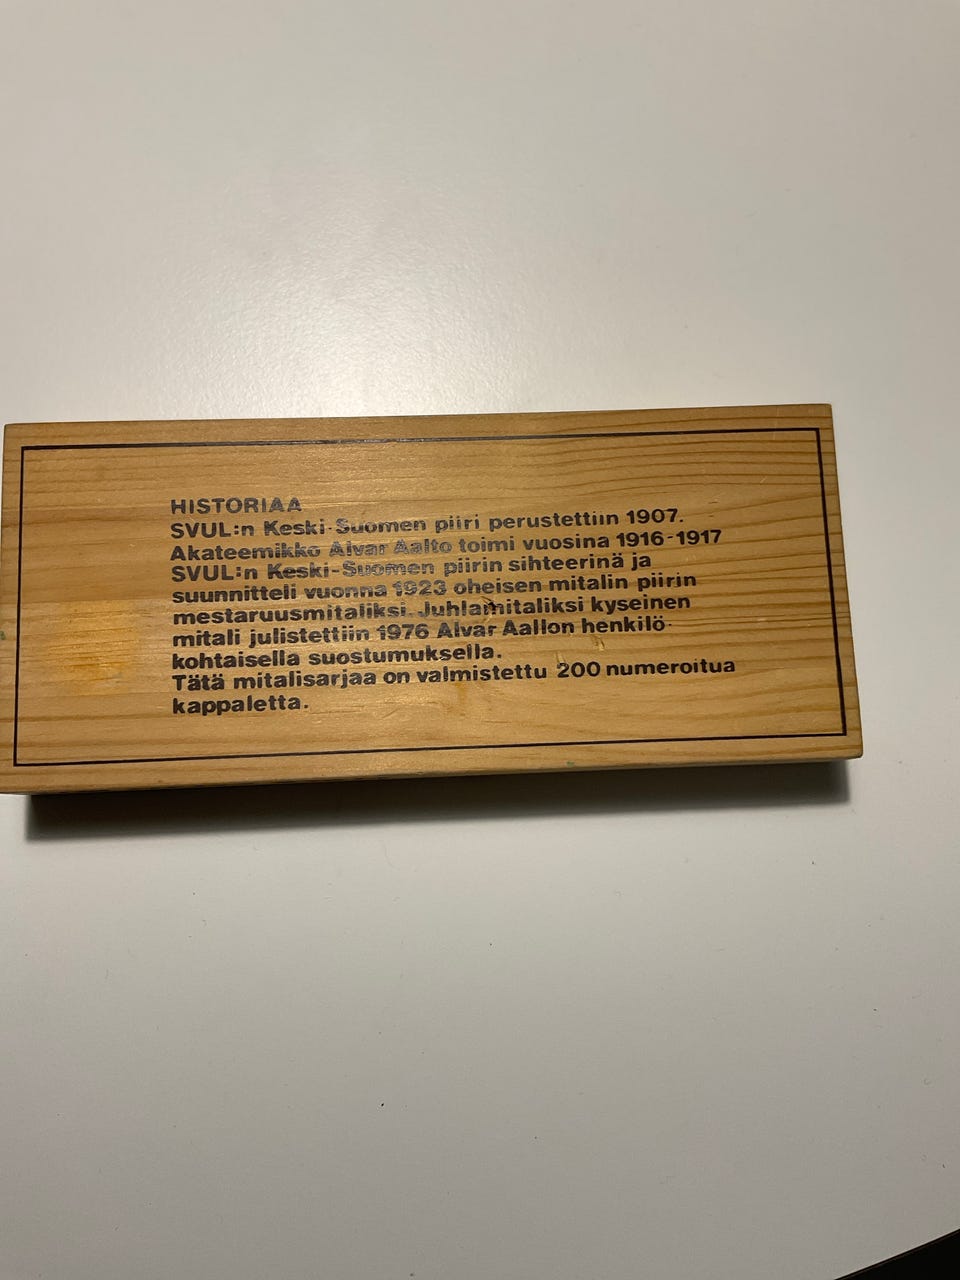 HISTORIAA
SVUL:n Keski-Suomen piiri perustettiin 1907.
Akateemikko Alvar Aalto toimi vuosina 1916-1917
SVUL:n Keski-Suomen piirin sihteerinä ja
suunnitteli vuonna 1923 oheisen mitalin piirin
mestaruusmitaliksi. Juhlamitaliksi kyseinen
mitali julistettiin 1976 Alvar Aallon henkilö-
kohtaisella suostumuksella.
Tätä mitalisarjaa on valmistettu 200 numeroitua
kappaletta.